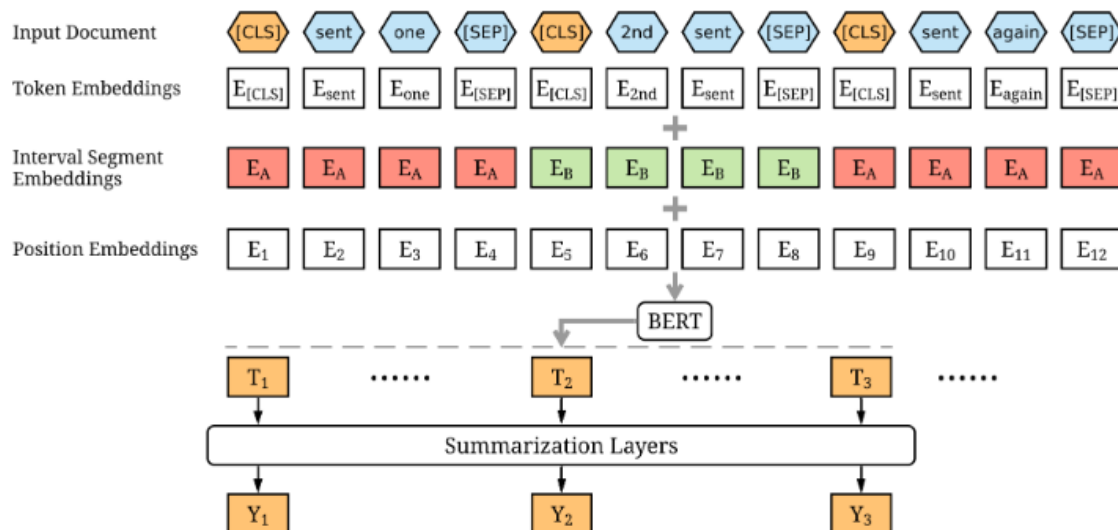 Input Document [CLS] sent one [SEP] [CLS] 2nd sent [SEP] [CLS] sent again [SEP]
Token Embeddings E[CLS] Esent Eone E[SEP] E[CLS] E2nd Esent E[SEP] E[CLS] Esent Eagain E[SEP]
+
Interval Segment
Embeddings EA EA EA EA EB EB EB EB EA EA EA EA
+
Position Embeddings E1 E2 E3 E4 E5 E6 E7 E8 E9 E10 E11 E12
BERT
T1 ...... T2 ...... T3 ......
Summarization Layers
Y1 Y2 Y3